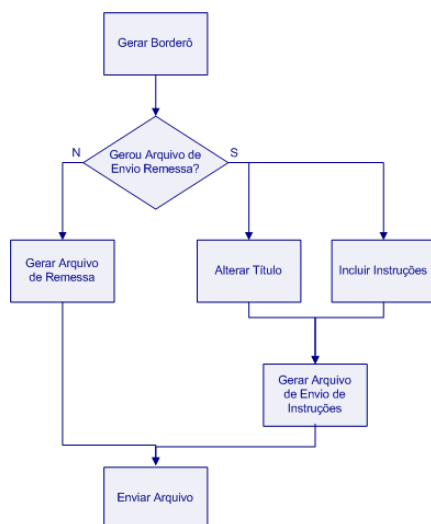 Gerar Borderô
Gerou Arquivo de
Envio Remessa?
N
S
Gerar Arquivo
de Remessa
Alterar Título
Incluir Instruções
Gerar Arquivo
de Envio de
Instruções
Enviar Arquivo